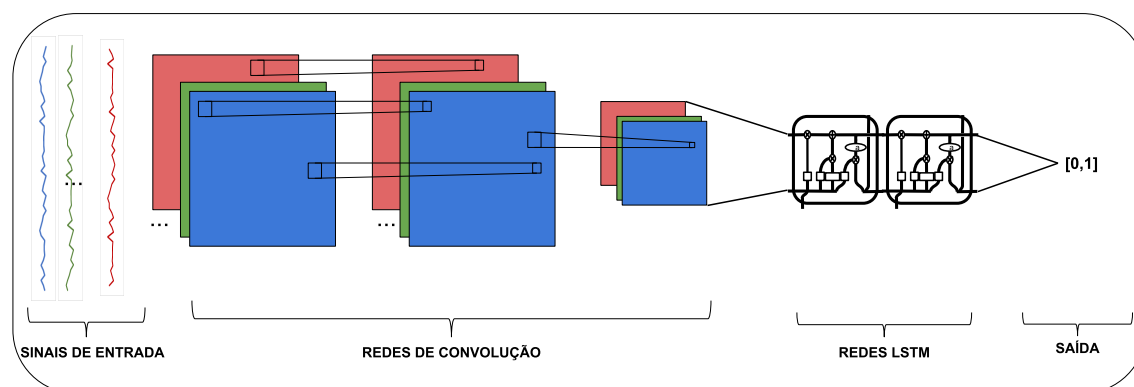 ...
...
...
a
a
[0,1]
SINAIS DE ENTRADA
REDES DE CONVOLUÇÃO
REDES LSTM
SAÍDA